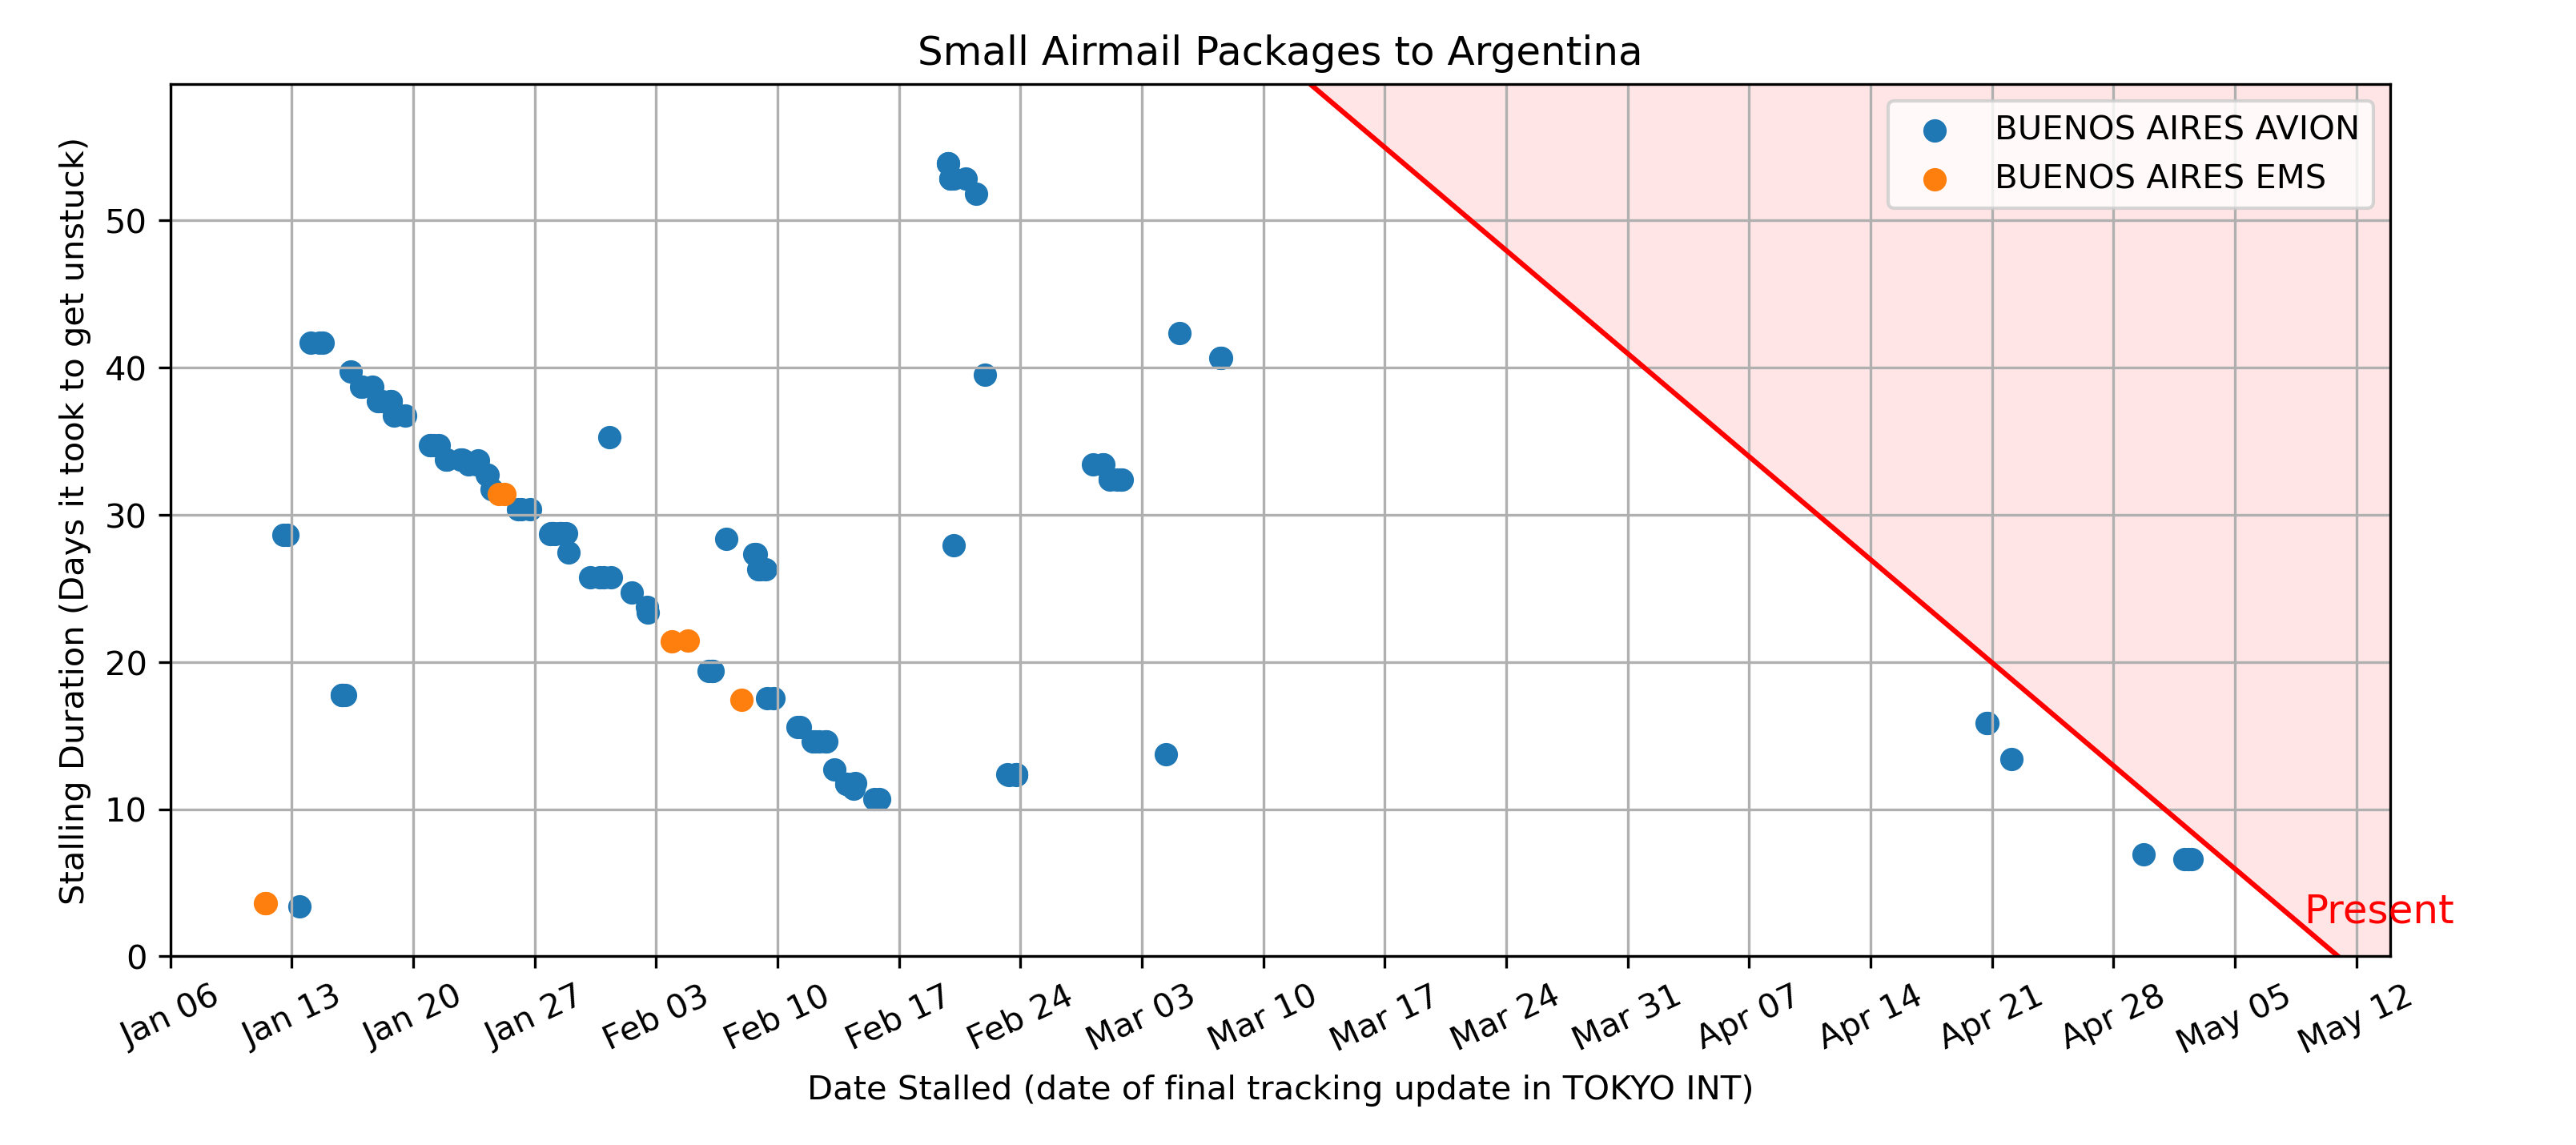 Small Airmail Packages to Argentina
BUENOS AIRES AVION
BUENOS AIRES EMS
Stalling Duration (Days it took to get unstuck)
50
40
30
20
10
0
Present
Jan 06
Jan 13
Jan 20
Jan 27
Feb 03
Feb 10
Feb 17
Feb 24
Mar 03
Mar 10
Mar 17
Mar 24
Mar 31
Apr 07
Apr 14
Apr 21
Apr 28
May 05
May 12
Date Stalled (date of final tracking update in TOKYO INT)